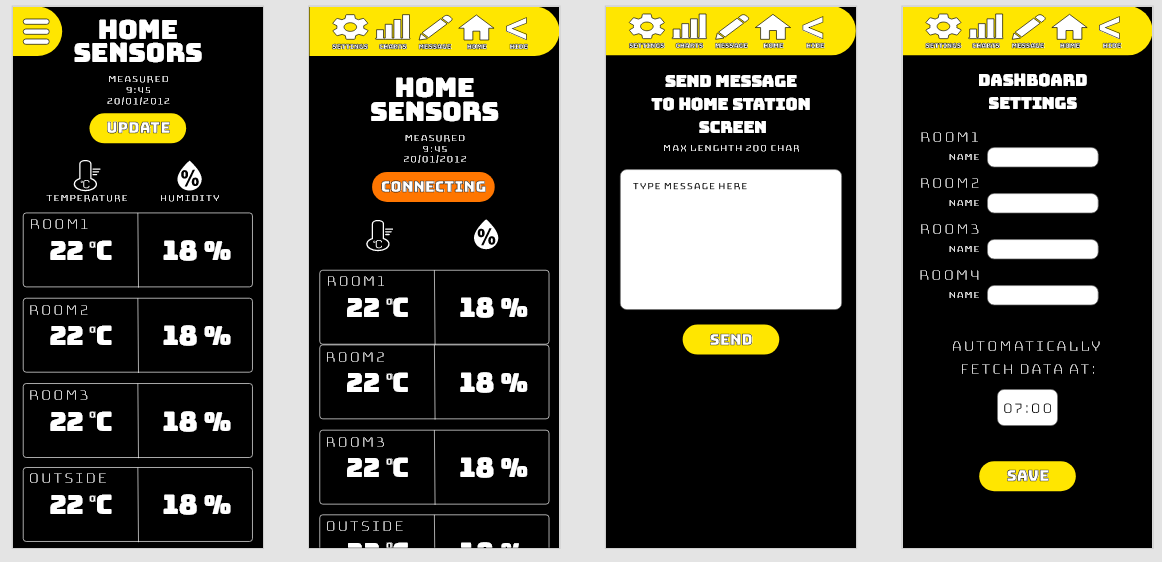 HOME
SENSORS
MEASURED
9:45
20/01/2012
UPDATE
TEMPERATURE HUMIDITY
ROOM1
22 °C 18 %
ROOM2
22 °C 18 %
ROOM3
22 °C 18 %
OUTSIDE
22 °C 18 %
SETTINGS CHARTS MESSAGE HOME HIDE
HOME
SENSORS
MEASURED
9:45
20/01/2012
CONNECTING
°C %
ROOM1
22 °C 18 %
ROOM2
22 °C 18 %
ROOM3
22 °C 18 %
OUTSIDE
22 °C 18 %
SETTINGS CHARTS MESSAGE HOME HIDE
SEND MESSAGE
TO HOME STATION
SCREEN
MAX LENGHTH 200 CHAR
TYPE MESSAGE HERE
SEND
SETTINGS CHARTS MESSAGE HOME HIDE
DASHBOARD
SETTINGS
ROOM1
NAME
ROOM2
NAME
ROOM3
NAME
ROOM4
NAME
AUTOMATICALLY
FETCH DATA AT:
07:00
SAVE